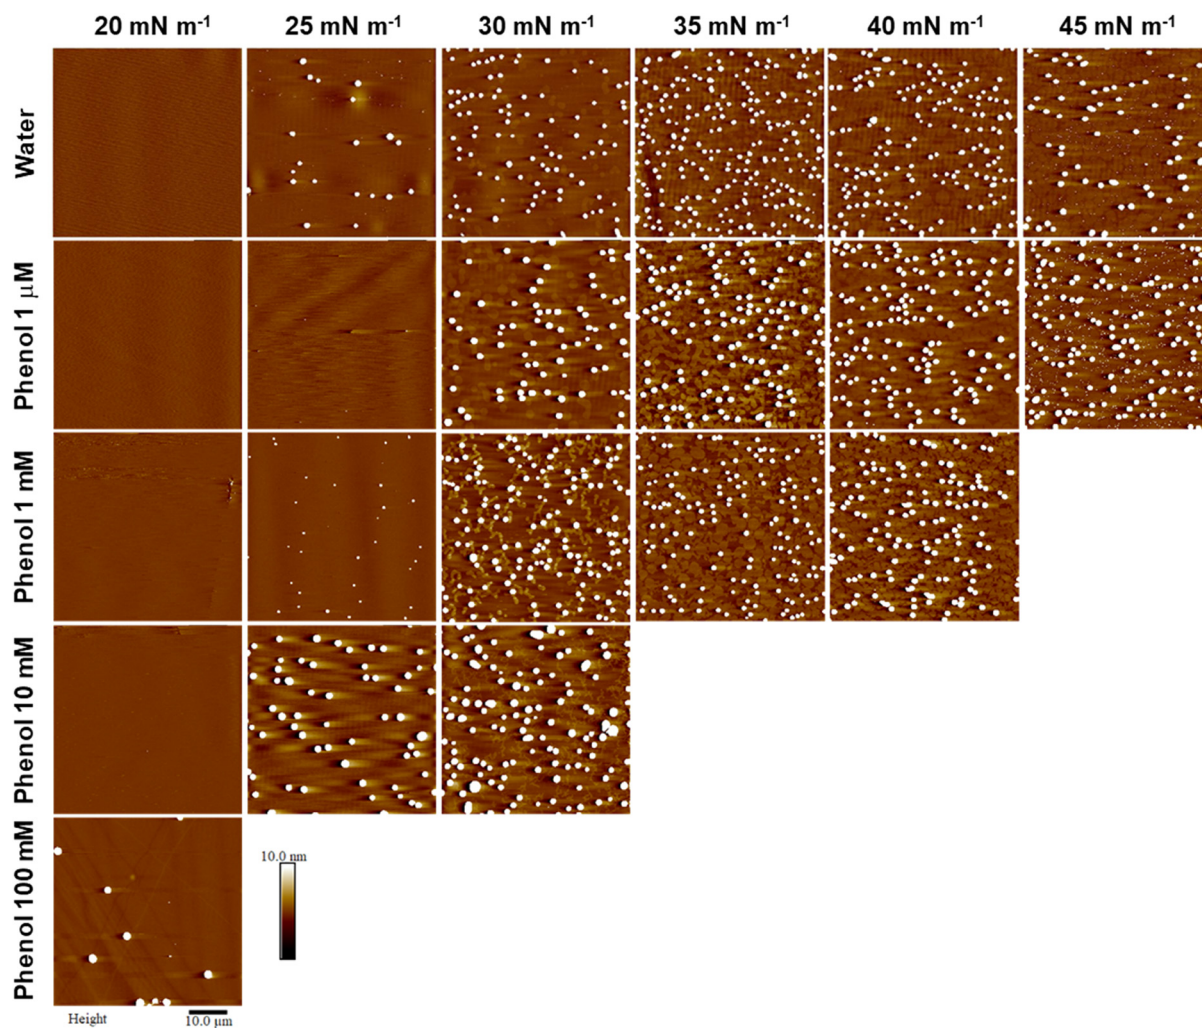 20 mN m⁻¹ 25 mN m⁻¹ 30 mN m⁻¹ 35 mN m⁻¹ 40 mN m⁻¹ 45 mN m⁻¹
Water
Phenol 1 μM
Phenol 1 mM
Phenol 10 mM
Phenol 100 mM
10.0 nm
Height
10.0 μm